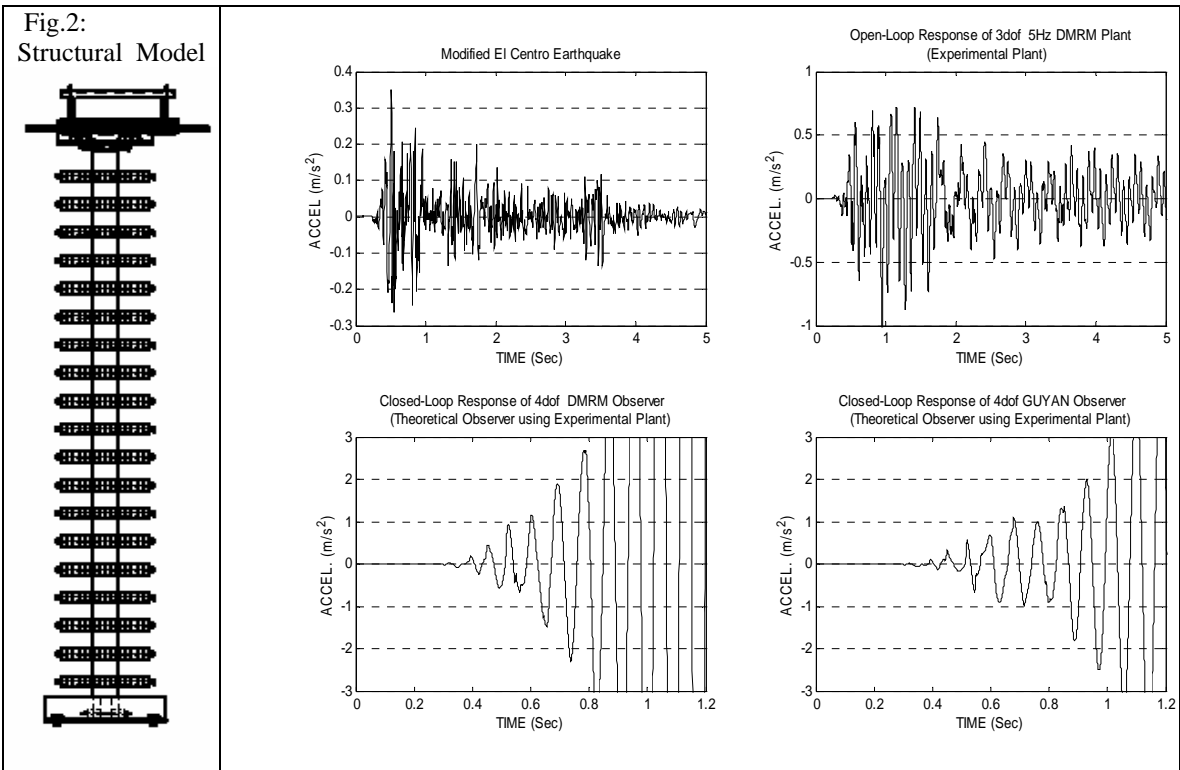 Fig.2:
Structural Model
Modified El Centro Earthquake
0.4
0.3
0.2
0.1
0
-0.1
-0.2
-0.3
ACCEL (m/s²)
0 1 2 3 4 5
TIME (Sec)
Open-Loop Response of 3dof 5Hz DMRM Plant
(Experimental Plant)
1
0.5
0
-0.5
-1
ACCEL. (m/s²)
0 1 2 3 4 5
TIME (Sec)
Closed-Loop Response of 4dof DMRM Observer
(Theoretical Observer using Experimental Plant)
3
2
1
0
-1
-2
-3
ACCEL. (m/s²)
0 0.2 0.4 0.6 0.8 1 1.2
TIME (Sec)
Closed-Loop Response of 4dof GUYAN Observer
(Theoretical Observer using Experimental Plant)
3
2
1
0
-1
-2
-3
ACCEL. (m/s²)
0 0.2 0.4 0.6 0.8 1 1.2
TIME (Sec)